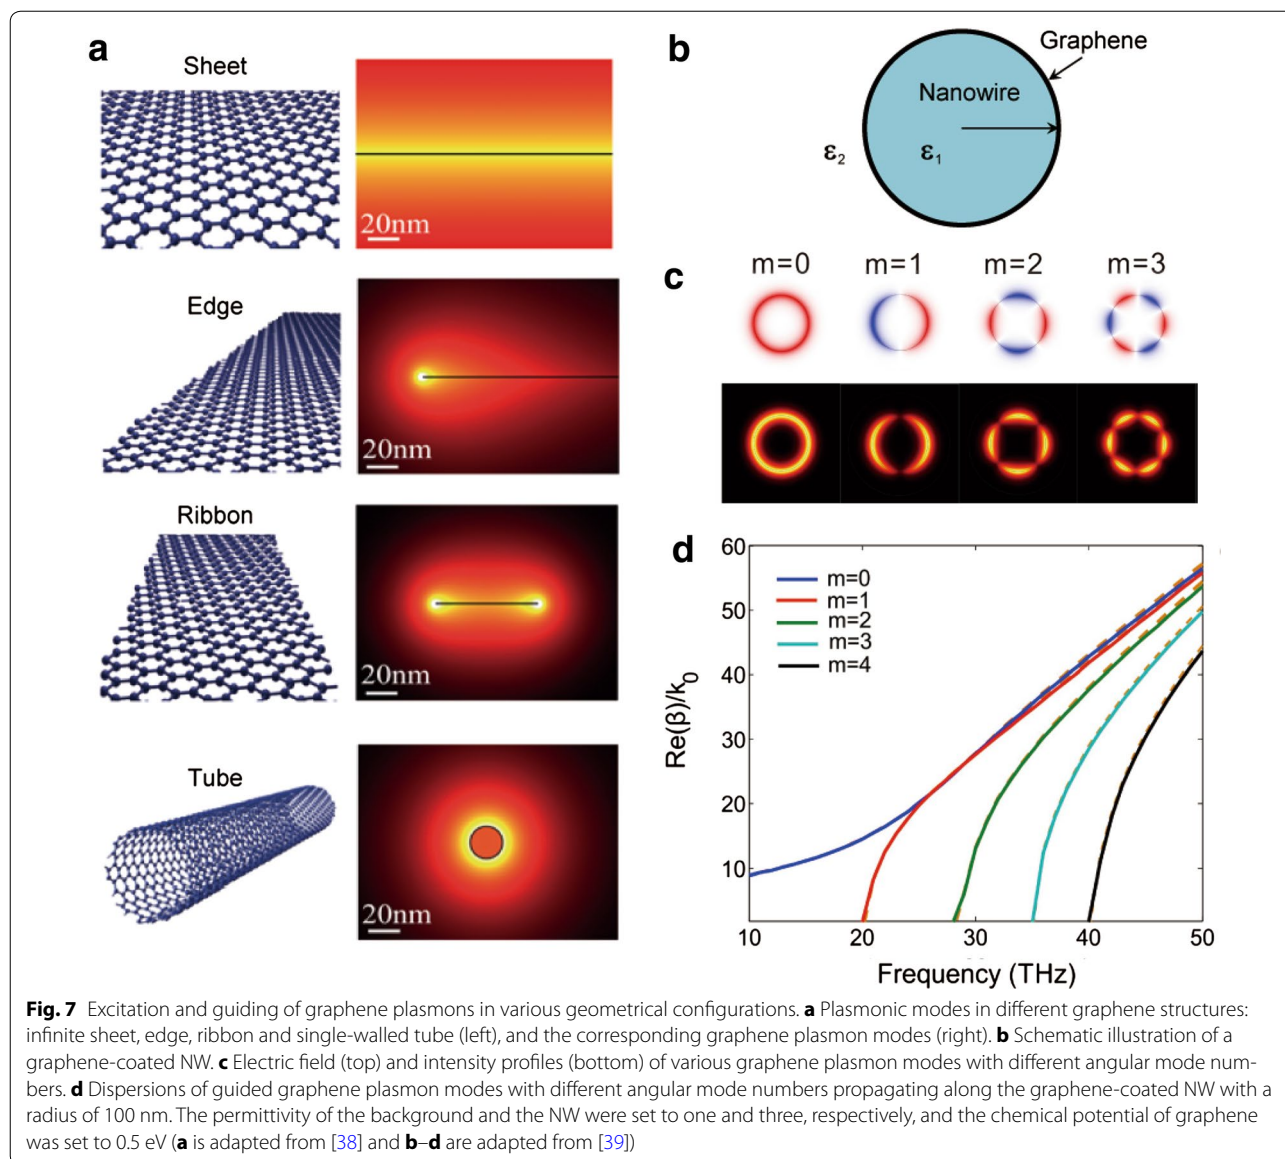 a
Sheet
20nm
Edge
20nm
Ribbon
20nm
Tube
20nm
b
Graphene
Nanowire
ε₂
ε₁
c
m=0 m=1 m=2 m=3
d
60
50
40
30
20
10
Re(β)/k₀
m=0
m=1
m=2
m=3
m=4
10 20 30 40 50
Frequency (THz)
Fig. 7 Excitation and guiding of graphene plasmons in various geometrical configurations. a Plasmonic modes in different graphene structures:
infinite sheet, edge, ribbon and single-walled tube (left), and the corresponding graphene plasmon modes (right). b Schematic illustration of a
graphene-coated NW. c Electric field (top) and intensity profiles (bottom) of various graphene plasmon modes with different angular mode num-
bers. d Dispersions of guided graphene plasmon modes with different angular mode numbers propagating along the graphene-coated NW with a
radius of 100 nm. The permittivity of the background and the NW were set to one and three, respectively, and the chemical potential of graphene
was set to 0.5 eV (a is adapted from [38] and b–d are adapted from [39])